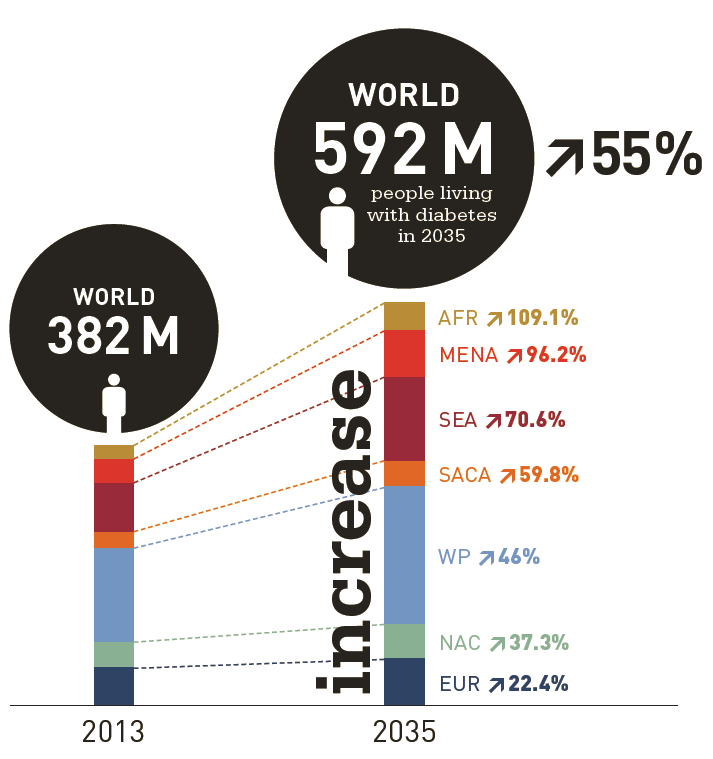 WORLD
592 M
people living
with diabetes
in 2035
↗55%
WORLD
382 M
increase
AFR ↗109.1%
MENA ↗96.2%
SEA ↗70.6%
SACA ↗59.8%
WP ↗46%
NAC ↗37.3%
EUR ↗22.4%
2013
2035